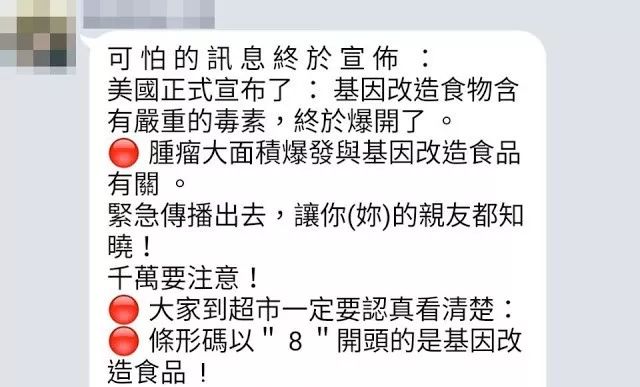 可怕的訊息終於宣佈 ：
美國正式宣布了： 基因改造食物含
有嚴重的毒素，終於爆開了 。
🔴 腫瘤大面積爆發與基因改造食品
有關 。
緊急傳播出去，讓你(妳)的親友都知
曉！
千萬要注意！
🔴 大家到超市一定要認真看清楚：
🔴 條形碼以＂８＂開頭的是基因改
造食品 ！